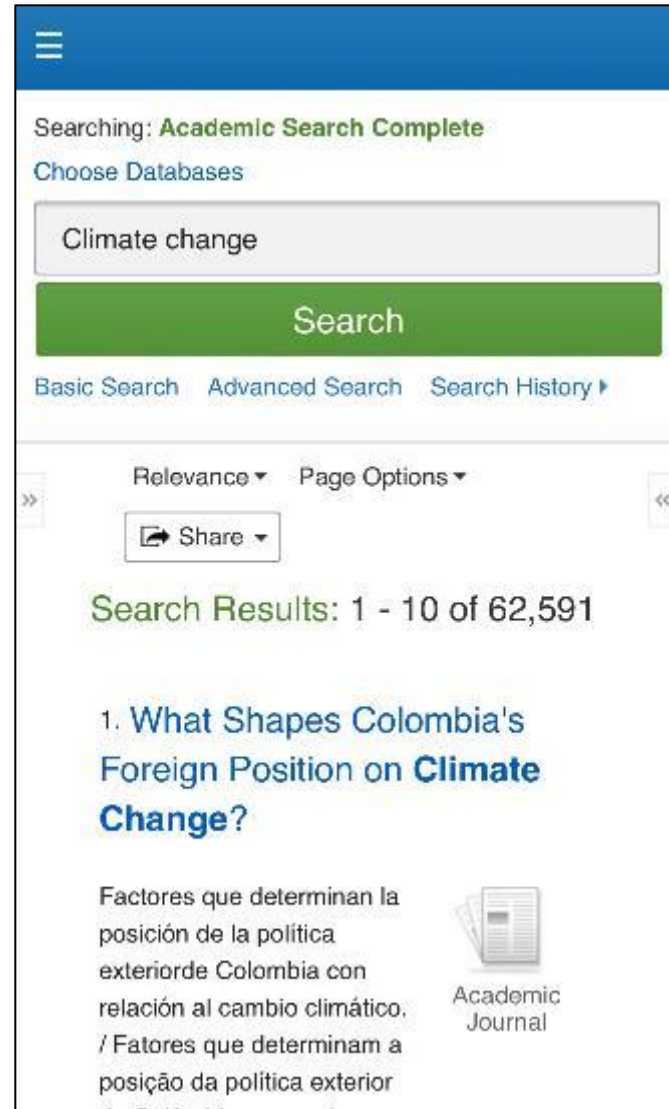 Searching: Academic Search Complete
Choose Databases
Climate change
Search
Basic Search Advanced Search Search History
Relevance Page Options
Share
Search Results: 1 - 10 of 62,591
1. What Shapes Colombia's
Foreign Position on Climate
Change?
Factores que determinan la
posición de la política
exteriorde Colombia con
relación al cambio climático.
/ Fatores que determinam a
posição da política exterior
Academic
Journal